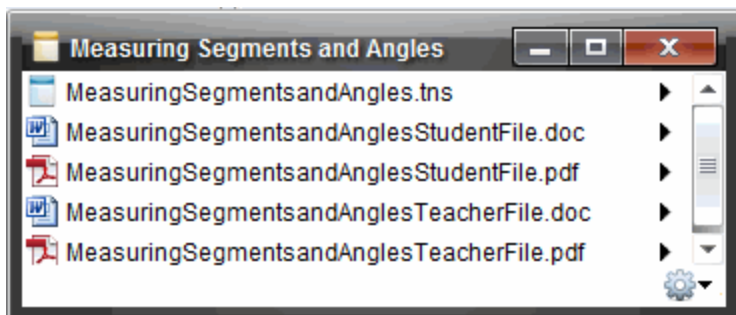 Measuring Segments and Angles
MeasuringSegmentsandAngles.tns
MeasuringSegmentsandAnglesStudentFile.doc
MeasuringSegmentsandAnglesStudentFile.pdf
MeasuringSegmentsandAnglesTeacherFile.doc
MeasuringSegmentsandAnglesTeacherFile.pdf